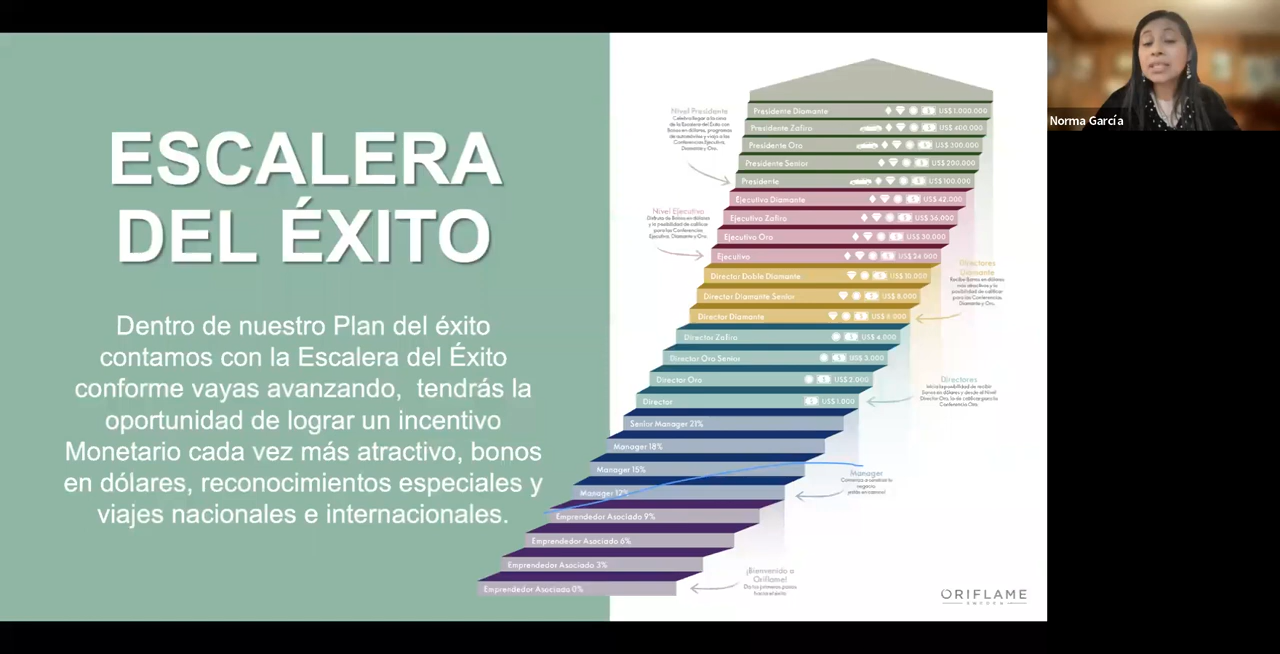 ESCALERA
DEL ÉXITO
Dentro de nuestro Plan del éxito
contamos con la Escalera del Éxito
conforme vayas avanzando, tendrás la
oportunidad de lograr un incentivo
Monetario cada vez más atractivo, bonos
en dólares, reconocimientos especiales y
viajes nacionales e internacionales.
Nivel Presidente
Presidente Diamante US$ 1,000.000
Presidente Zafiro US$ 400,000
Presidente Oro US$ 300,000
Presidente Senior US$ 200,000
Presidente US$ 100,000
Nivel Ejecutivo
Ejecutivo Diamante US$ 42,000
Ejecutivo Zafiro US$ 36,000
Ejecutivo Oro US$ 30,000
Ejecutivo US$ 24,000
Directores
Diamante
Director Doble Diamante US$ 10,000
Director Diamante Senior US$ 8,000
Director Diamante US$ 6,000
Director Zafiro US$ 4,000
Director Oro Senior US$ 3,000
Director Oro US$ 2,000
Director US$ 1,000
Directores
Senior Manager 21%
Manager 18%
Manager 15%
Manager 12%
Manager
Emprendedor Asociado 9%
Emprendedor Asociado 6%
Emprendedor Asociado 3%
Emprendedor Asociado 0%
¡Bienvenido a
Oriflame!
ORIFLAME
SWEDEN
Norma García